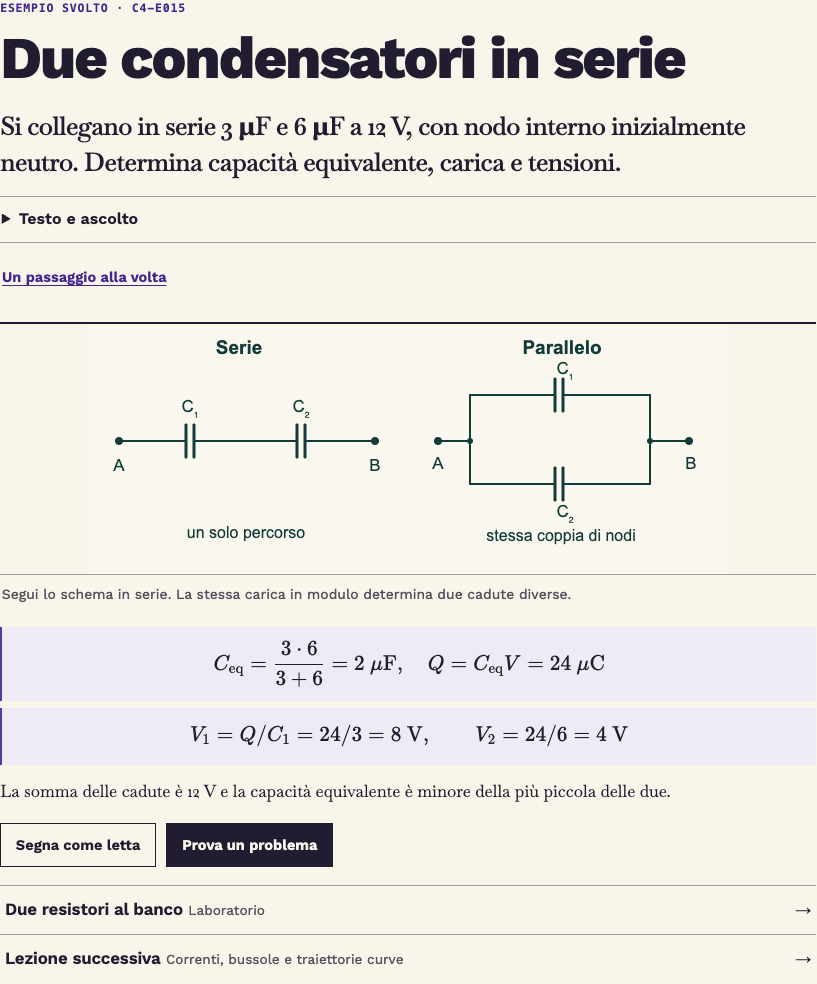 ESEMPIO SVOLTO · C4-E015
Due condensatori in serie
Si collegano in serie 3 μF e 6 μF a 12 V, con nodo interno inizialmente
neutro. Determina capacità equivalente, carica e tensioni.
▶ Testo e ascolto
Un passaggio alla volta
Serie
C₁ C₂
A B
un solo percorso
Parallelo
C₁
A B
C₂
stessa coppia di nodi
Segui lo schema in serie. La stessa carica in modulo determina due cadute diverse.
C_eq = (3 · 6)/(3 + 6) = 2 μF, Q = C_eq V = 24 μC
V₁ = Q/C₁ = 24/3 = 8 V, V₂ = 24/6 = 4 V
La somma delle cadute è 12 V e la capacità equivalente è minore della più piccola delle due.
Segna come letta Prova un problema
Due resistori al banco Laboratorio →
Lezione successiva Correnti, bussole e traiettorie curve →